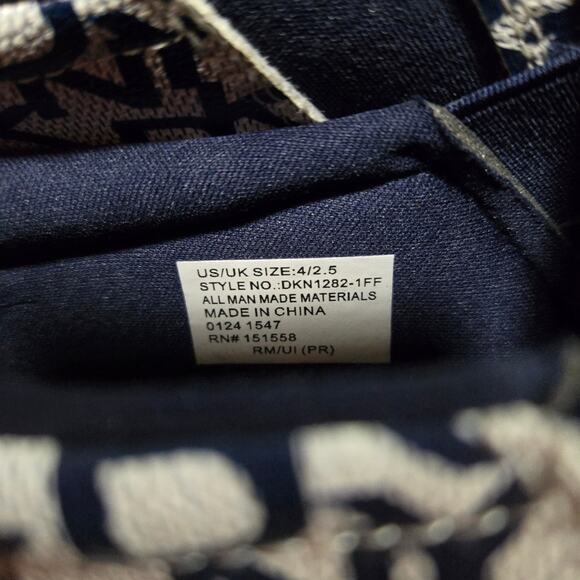 US/UK SIZE:4/2.5
STYLE NO.:DKN1282-1FF
ALL MAN MADE MATERIALS
MADE IN CHINA
0124 1547
RN# 151558
RM/UI (PR)